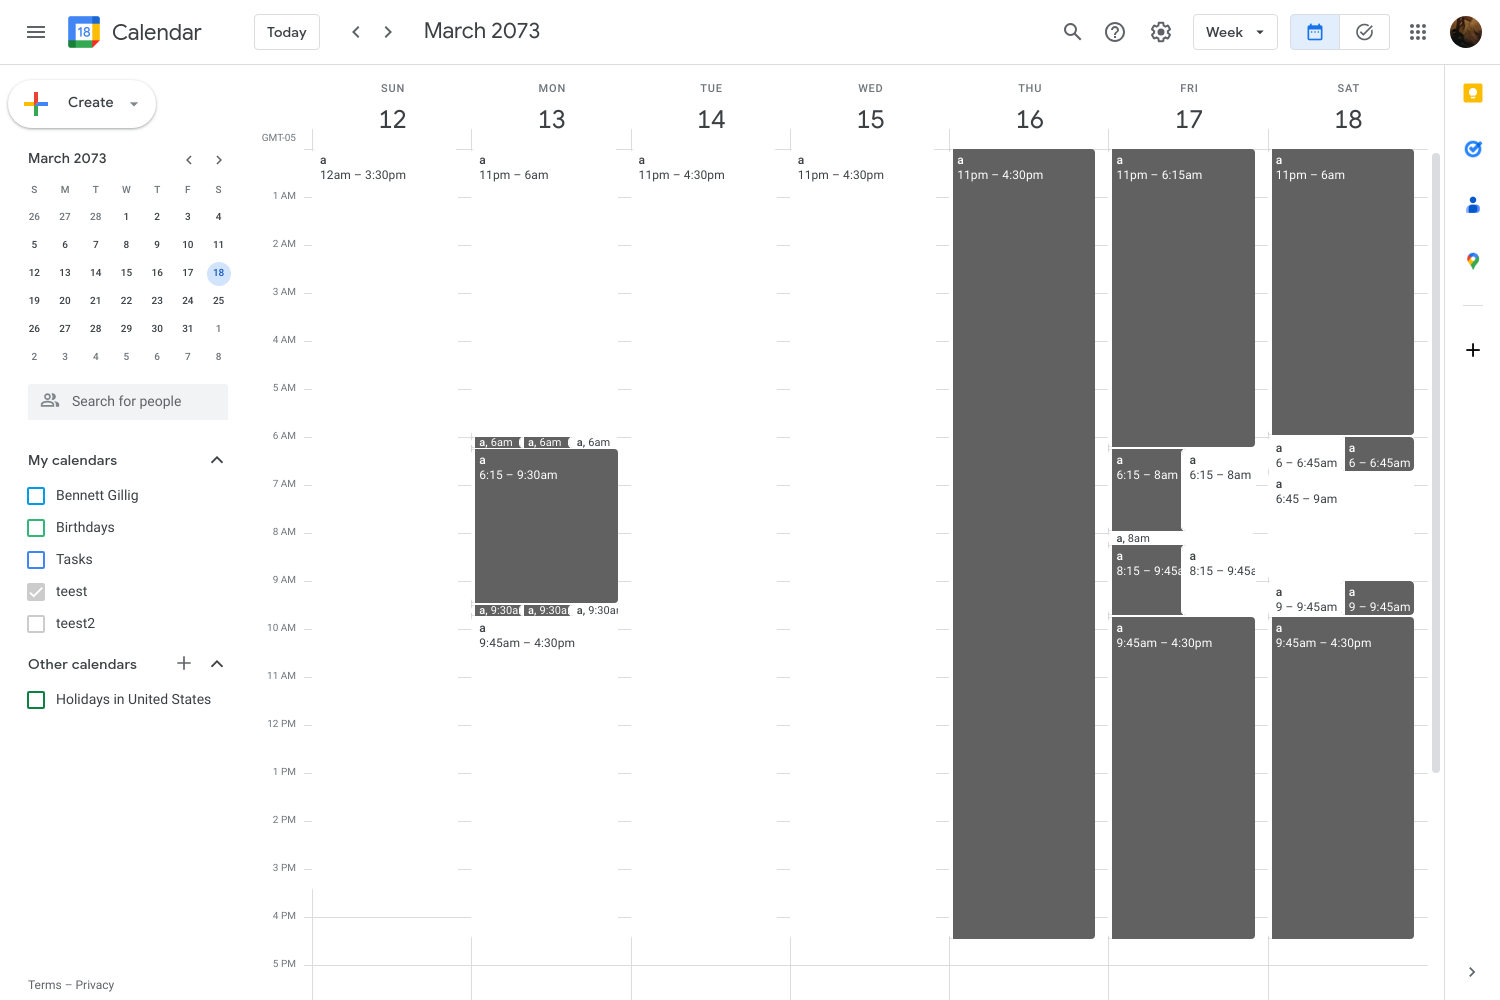 18 Calendar Today March 2073 Week
Create
March 2073
S M T W T F S
26 27 28 1 2 3 4
5 6 7 8 9 10 11
12 13 14 15 16 17 18
19 20 21 22 23 24 25
26 27 28 29 30 31 1
2 3 4 5 6 7 8
Search for people
My calendars
Bennett Gillig
Birthdays
Tasks
teest
teest2
Other calendars
Holidays in United States
Terms – Privacy
SUN MON TUE WED THU FRI SAT
12 13 14 15 16 17 18
GMT-05
1 AM
2 AM
3 AM
4 AM
5 AM
6 AM
7 AM
8 AM
9 AM
10 AM
11 AM
12 PM
1 PM
2 PM
3 PM
4 PM
5 PM
a
12am – 3:30pm
a
11pm – 6am
a, 6am a, 6am a, 6am
a
6:15 – 9:30am
a, 9:30a a, 9:30a a, 9:30a
a
9:45am – 4:30pm
a
11pm – 4:30pm
a
11pm – 4:30pm
a
11pm – 4:30pm
a
11pm – 6:15am
a
6:15 – 8am
a
6:15 – 8am
a, 8am
a
8:15 – 9:45a
a
8:15 – 9:45a
a
9:45am – 4:30pm
a
11pm – 6am
a
6 – 6:45am
a
6 – 6:45am
a
6:45 – 9am
a
9 – 9:45am
a
9 – 9:45am
a
9:45am – 4:30pm